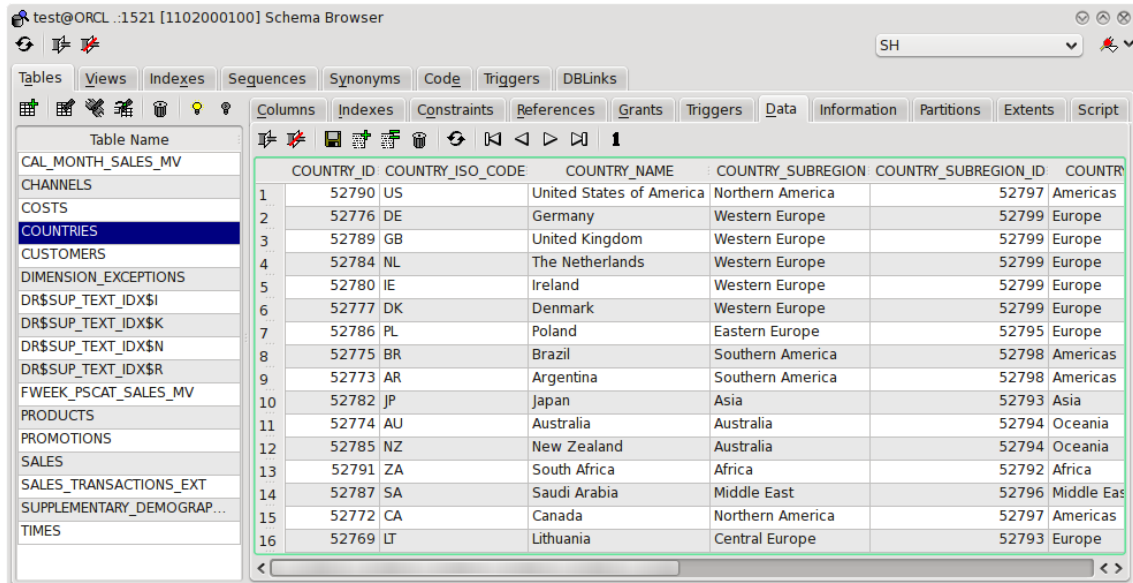 test@ORCL .:1521 [1102000100] Schema Browser
SH
Tables Views Indexes Sequences Synonyms Code Triggers DBLinks
Columns Indexes Constraints References Grants Triggers Data Information Partitions Extents Script
Table Name
CAL_MONTH_SALES_MV
CHANNELS
COSTS
COUNTRIES
CUSTOMERS
DIMENSION_EXCEPTIONS
DR$SUP_TEXT_IDX$I
DR$SUP_TEXT_IDX$K
DR$SUP_TEXT_IDX$N
DR$SUP_TEXT_IDX$R
FWEEK_PSCAT_SALES_MV
PRODUCTS
PROMOTIONS
SALES
SALES_TRANSACTIONS_EXT
SUPPLEMENTARY_DEMOGRAP...
TIMES
1
COUNTRY_ID COUNTRY_ISO_CODE COUNTRY_NAME COUNTRY_SUBREGION COUNTRY_SUBREGION_ID COUNTRY
1 52790 US United States of America Northern America 52797 Americas
2 52776 DE Germany Western Europe 52799 Europe
3 52789 GB United Kingdom Western Europe 52799 Europe
4 52784 NL The Netherlands Western Europe 52799 Europe
5 52780 IE Ireland Western Europe 52799 Europe
6 52777 DK Denmark Western Europe 52799 Europe
7 52786 PL Poland Eastern Europe 52795 Europe
8 52775 BR Brazil Southern America 52798 Americas
9 52773 AR Argentina Southern America 52798 Americas
10 52782 JP Japan Asia 52793 Asia
11 52774 AU Australia Australia 52794 Oceania
12 52785 NZ New Zealand Australia 52794 Oceania
13 52791 ZA South Africa Africa 52792 Africa
14 52787 SA Saudi Arabia Middle East 52796 Middle Eas
15 52772 CA Canada Northern America 52797 Americas
16 52769 LT Lithuania Central Europe 52793 Europe